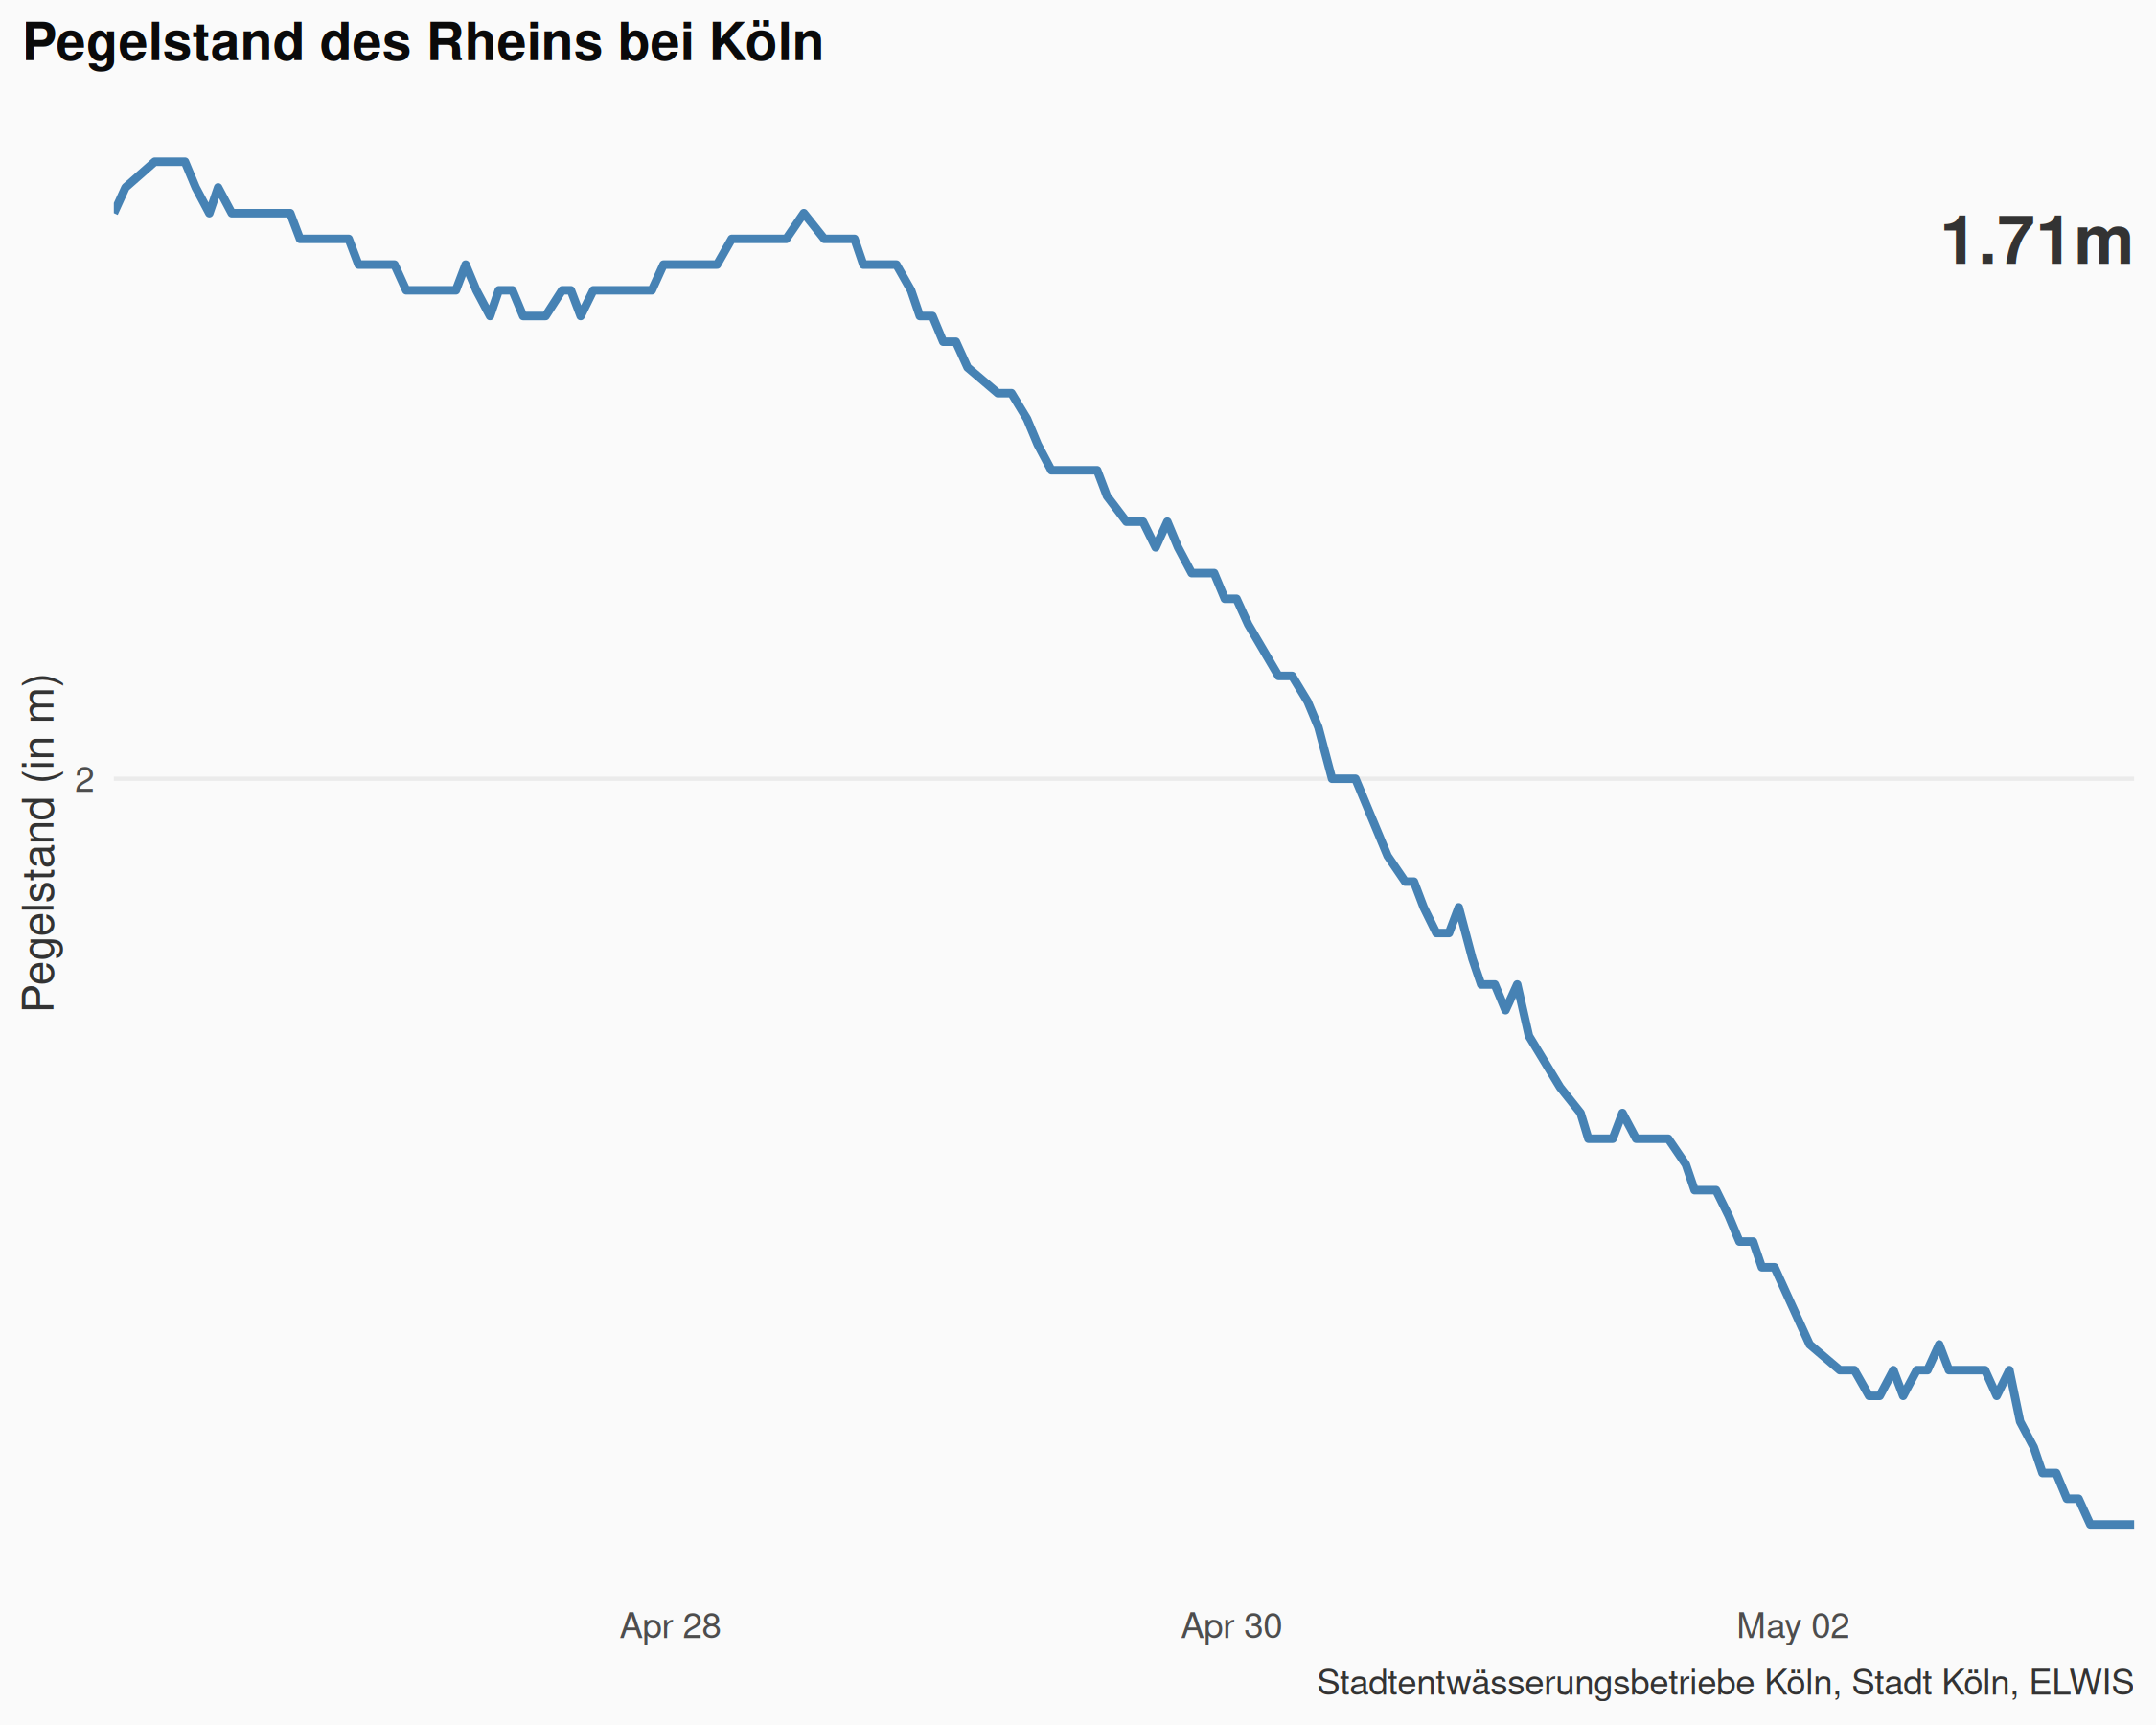 Pegelstand des Rheins bei Köln
1.71m
Pegelstand (in m)
2
Apr 28
Apr 30
May 02
Stadtentwässerungsbetriebe Köln, Stadt Köln, ELWIS